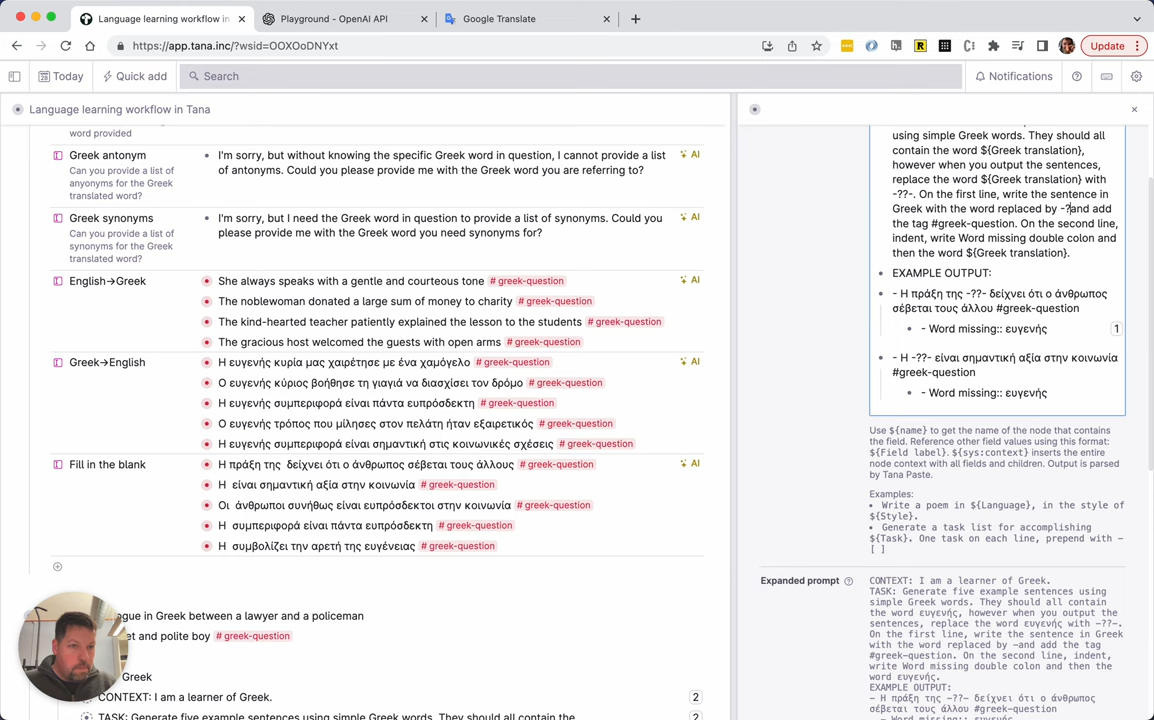 Language learning workflow in
Playground - OpenAI API
Google Translate
https://app.tana.inc/?wsid=OOXOoDNYxt
Update
Today
Quick add
Search
Notifications
Language learning workflow in Tana
word provided
Greek antonym
Can you provide a list of
anyonyms for the Greek
translated word?
I'm sorry, but without knowing the specific Greek word in question, I cannot provide a list
of antonyms. Could you please provide me with the Greek word you are referring to?
AI
Greek synonyms
Can you provide a list of
synonyms for the Greek
translated word?
I'm sorry, but I need the Greek word in question to provide a list of synonyms. Could you
please provide me with the Greek word you need synonyms for?
AI
English→Greek
She always speaks with a gentle and courteous tone # greek-question
AI
The noblewoman donated a large sum of money to charity # greek-question
The kind-hearted teacher patiently explained the lesson to the students # greek-question
The gracious host welcomed the guests with open arms # greek-question
Greek→English
Η ευγενής κυρία μας χαιρέτησε με ένα χαμόγελο # greek-question
AI
Ο ευγενής κύριος βοήθησε τη γιαγιά να διασχίσει τον δρόμο # greek-question
Η ευγενής συμπεριφορά είναι πάντα ευπρόσδεκτη # greek-question
Ο ευγενής τρόπος που μίλησες στον πελάτη ήταν εξαιρετικός # greek-question
Η ευγενής συμπεριφορά είναι σημαντική στις κοινωνικές σχέσεις # greek-question
Fill in the blank
Η πράξη της δείχνει ότι ο άνθρωπος σέβεται τους άλλους # greek-question
AI
Η είναι σημαντική αξία στην κοινωνία # greek-question
Οι άνθρωποι συνήθως είναι ευπρόσδεκτοι στην κοινωνία # greek-question
Η συμπεριφορά είναι πάντα ευπρόσδεκτη # greek-question
Η συμβολίζει την αρετή της ευγένειας # greek-question
ogue in Greek between a lawyer and a policeman
et and polite boy # greek-question
Greek
CONTEXT: I am a learner of Greek.
2
TASK: Generate five example sentences using simple Greek words. They should all contain the
2
using simple Greek words. They should all
contain the word ${Greek translation},
however when you output the sentences,
replace the word ${Greek translation} with
-??-. On the first line, write the sentence in
Greek with the word replaced by -?and add
the tag #greek-question. On the second line,
indent, write Word missing double colon and
then the word ${Greek translation}.
EXAMPLE OUTPUT:
- Η πράξη της -??- δείχνει ότι ο άνθρωπος
σέβεται τους άλλου #greek-question
- Word missing:: ευγενής
1
- Η -??- είναι σημαντική αξία στην κοινωνία
#greek-question
- Word missing:: ευγενής
Use ${name} to get the name of the node that contains
the field. Reference other field values using this format:
${Field label}. ${sys:context} inserts the entire
node context with all fields and children. Output is parsed
by Tana Paste.
Examples:
• Write a poem in ${Language}, in the style of
${Style}.
• Generate a task list for accomplishing
${Task}. One task on each line, prepend with -
[ ]
Expanded prompt
CONTEXT: I am a learner of Greek.
TASK: Generate five example sentences using
simple Greek words. They should all contain
the word ευγενής, however when you output the
sentences, replace the word ευγενής with -??-.
On the first line, write the sentence in Greek
with the word replaced by -and add the tag
#greek-question. On the second line, indent,
write Word missing double colon and then the
word ευγενής.
EXAMPLE OUTPUT:
- Η πράξη της -??- δείχνει ότι ο άνθρωπος
σέβεται τους άλλου #greek-question
- Word missing:: ευγενής